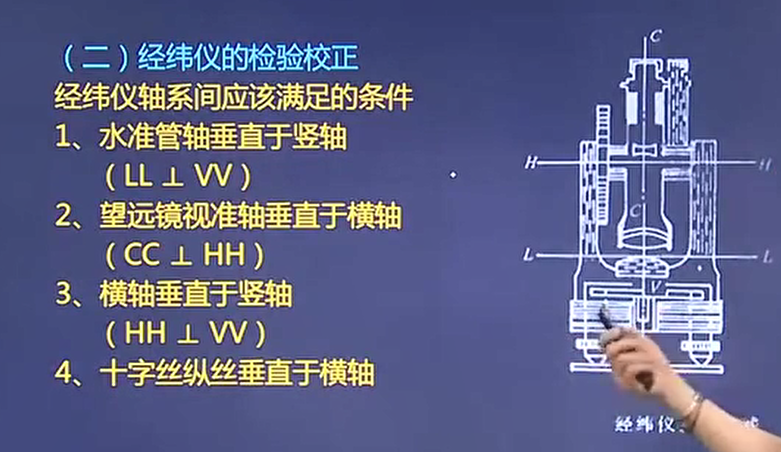 （二）经纬仪的检验校正
经纬仪轴系间应该满足的条件
1、水准管轴垂直于竖轴
（LL ⊥ VV）
2、望远镜视准轴垂直于横轴
（CC ⊥ HH）
3、横轴垂直于竖轴
（HH ⊥ VV）
4、十字丝纵丝垂直于横轴
C
H
H
C
L
L
V
经纬仪